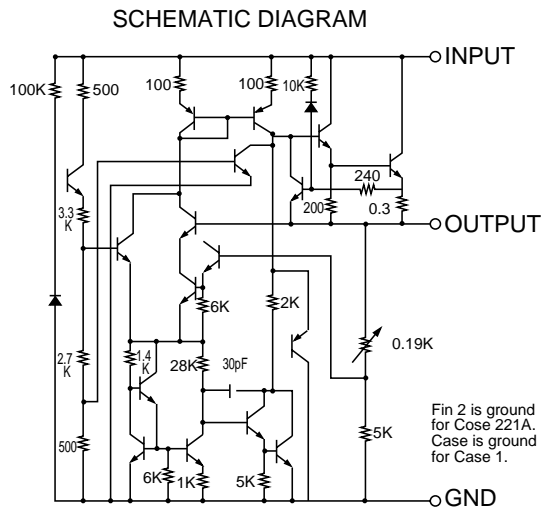 SCHEMATIC DIAGRAM
INPUT
100K
500
100
100
10K
240
200
0.3
OUTPUT
3.3
K
6K
2K
0.19K
2.7
K
1.4
K
28K
30pF
500
6K
1K
5K
5K
Fin 2 is ground
for Cose 221A.
Case is ground
for Case 1.
GND